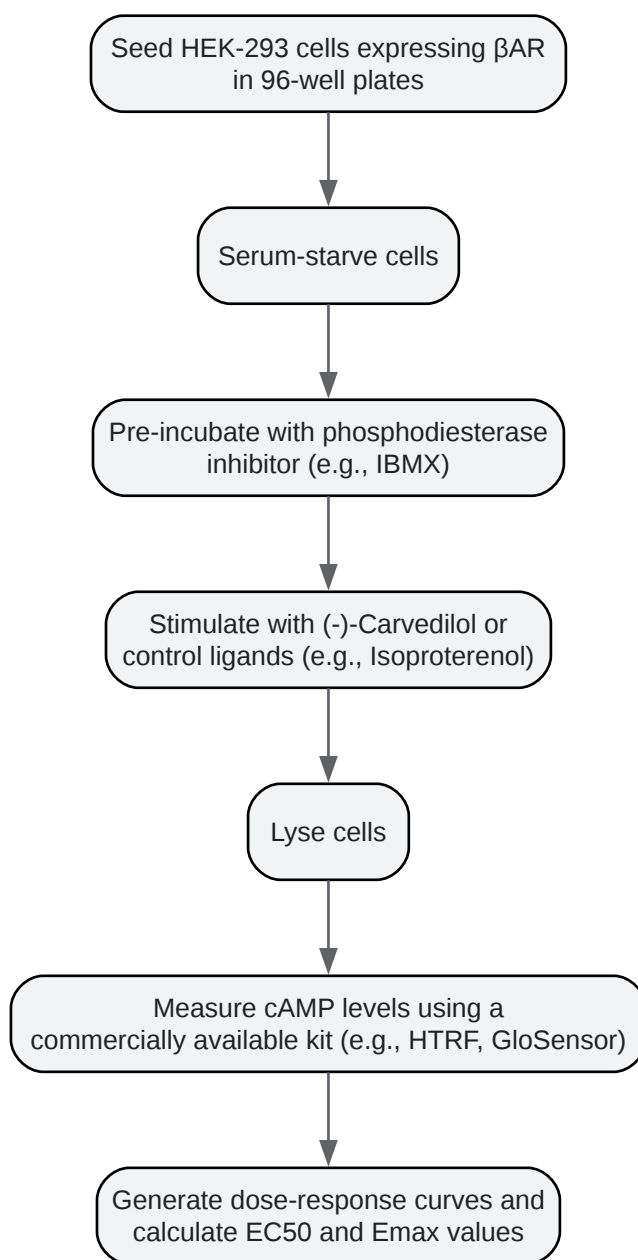 Seed HEK-293 cells expressing βAR
in 96-well plates
Serum-starve cells
Pre-incubate with phosphodiesterase
inhibitor (e.g., IBMX)
Stimulate with (-)-Carvedilol or
control ligands (e.g., Isoproterenol)
Lyse cells
Measure cAMP levels using a
commercially available kit (e.g., HTRF, GloSensor)
Generate dose-response curves and
calculate EC50 and Emax values